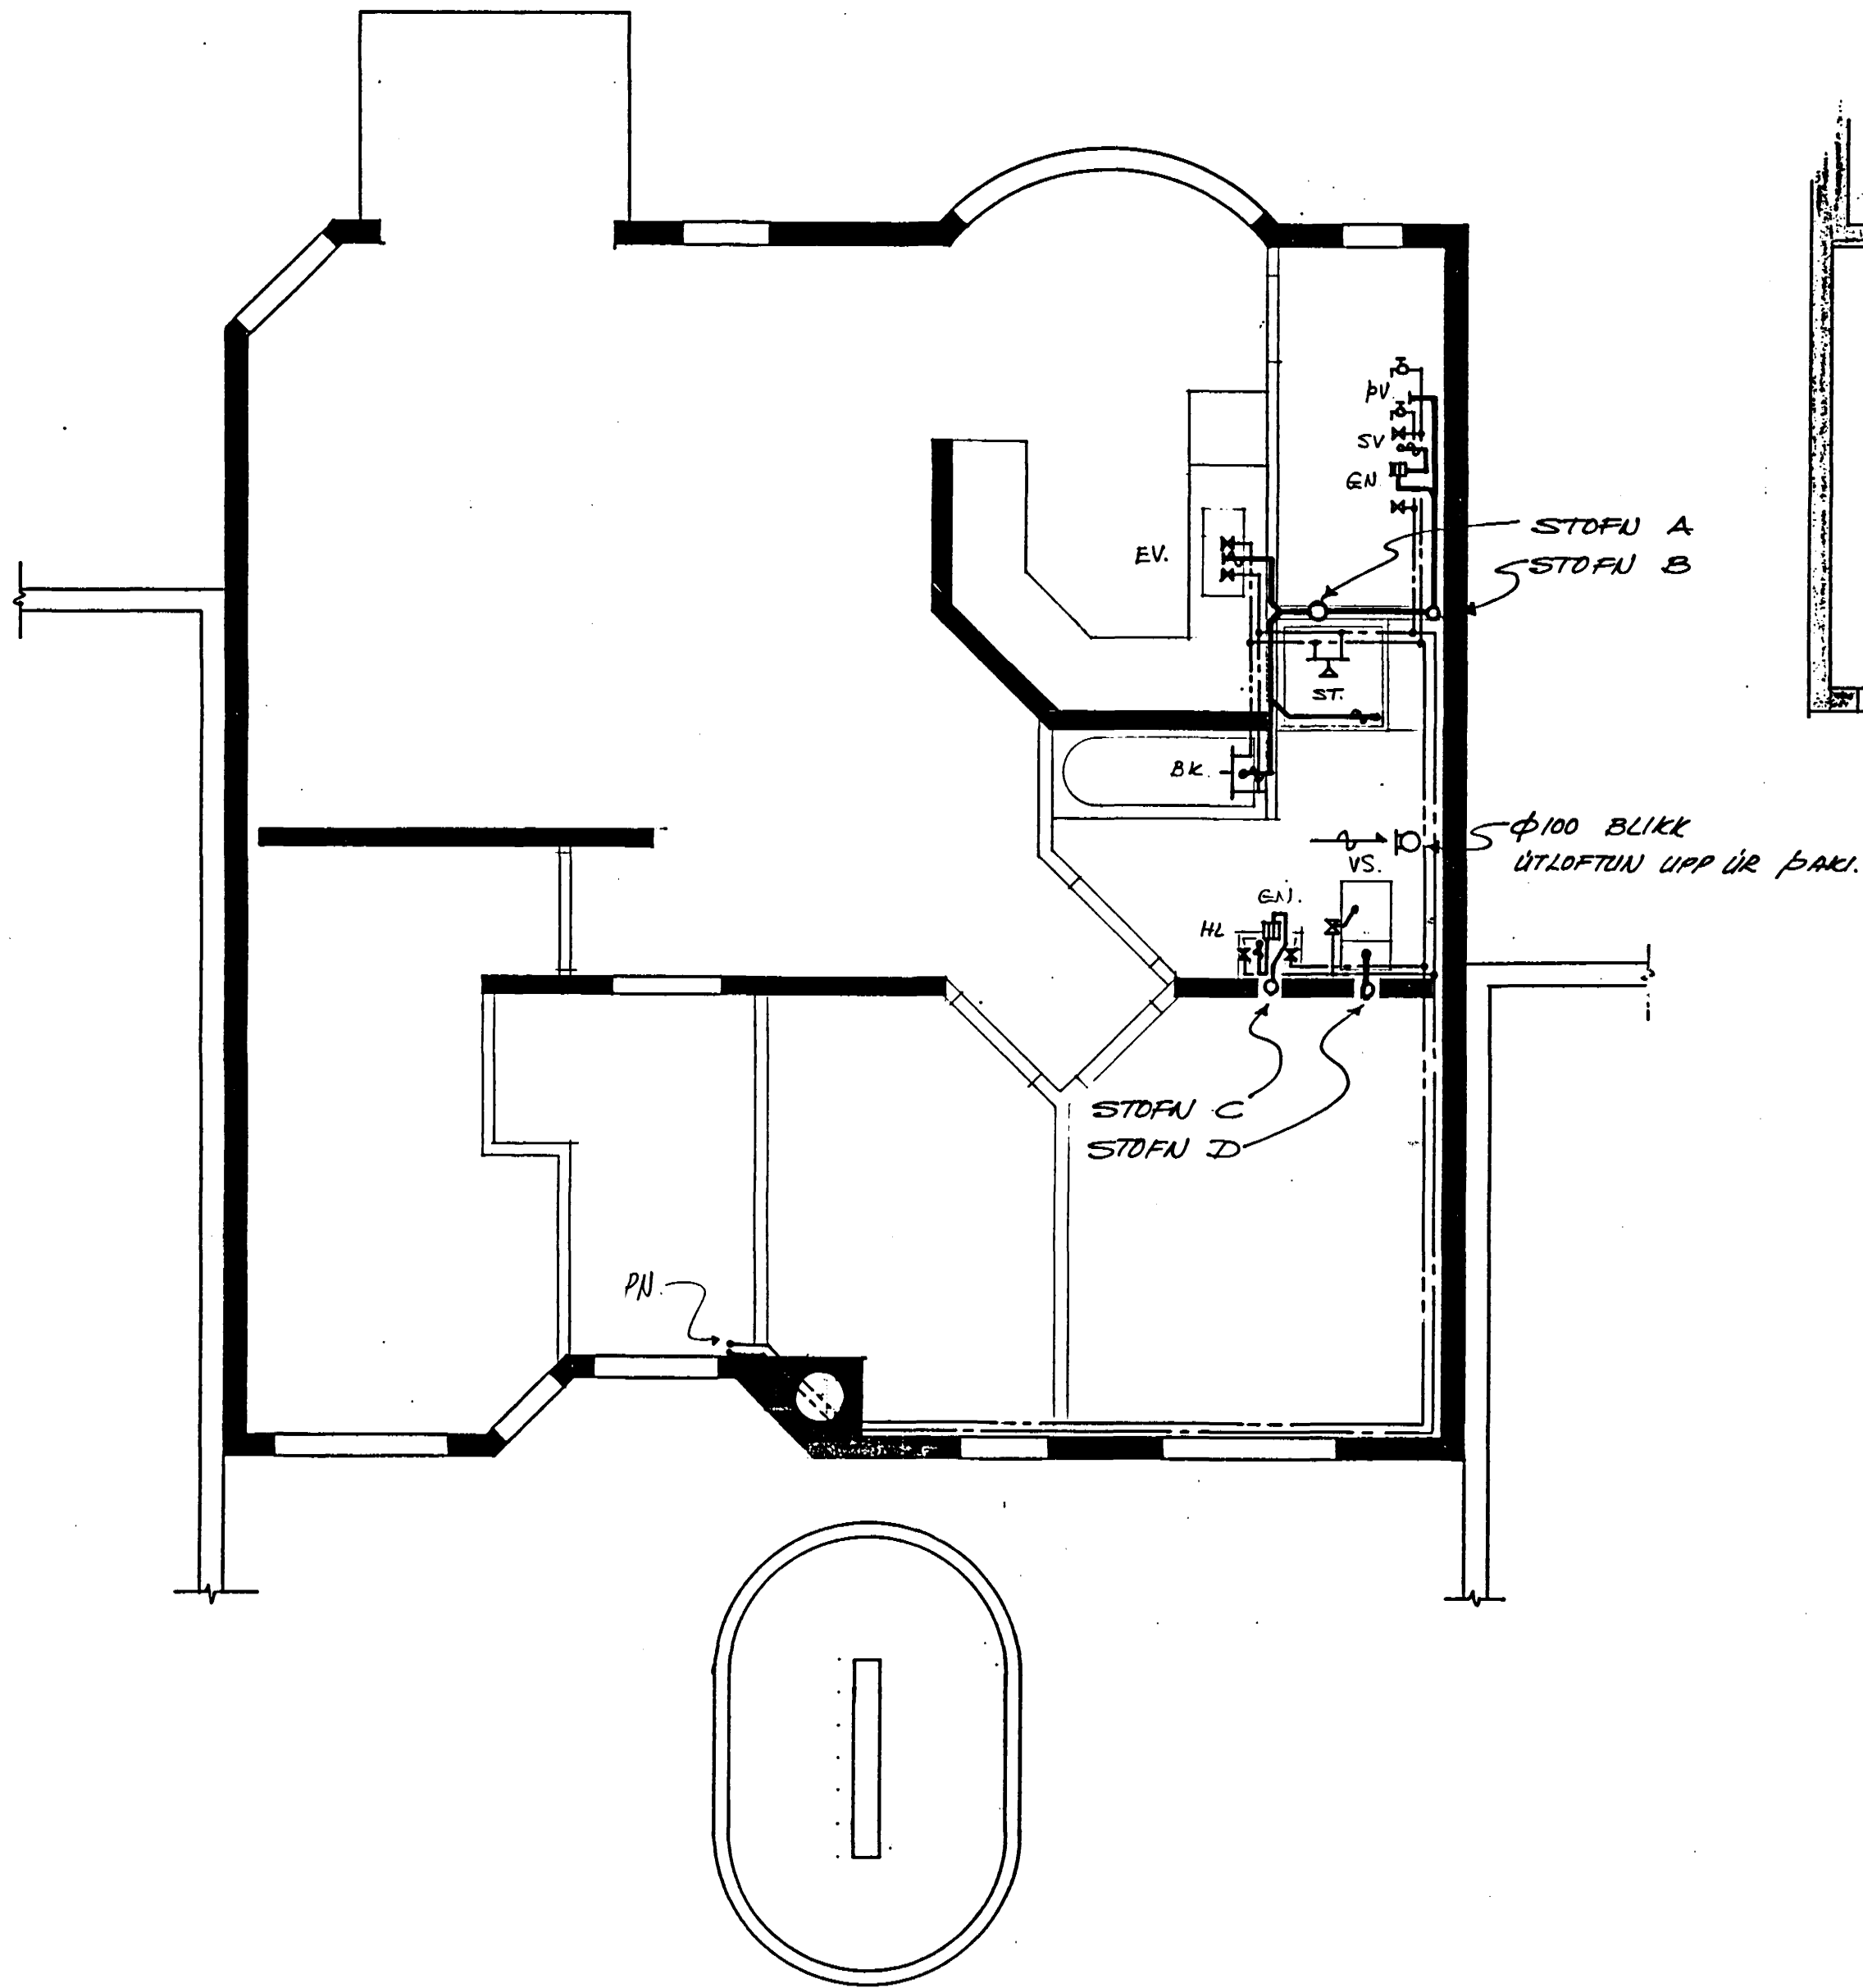 ÞV.
SV
GN.
STOFN A
EV.
STOFN B
ST.
BK.
Φ100 BLIKK
ÚTLOFTUN UPP ÚR ÞAKI.
VS.
GN.
HL
STOFN C
STOFN D
PN.